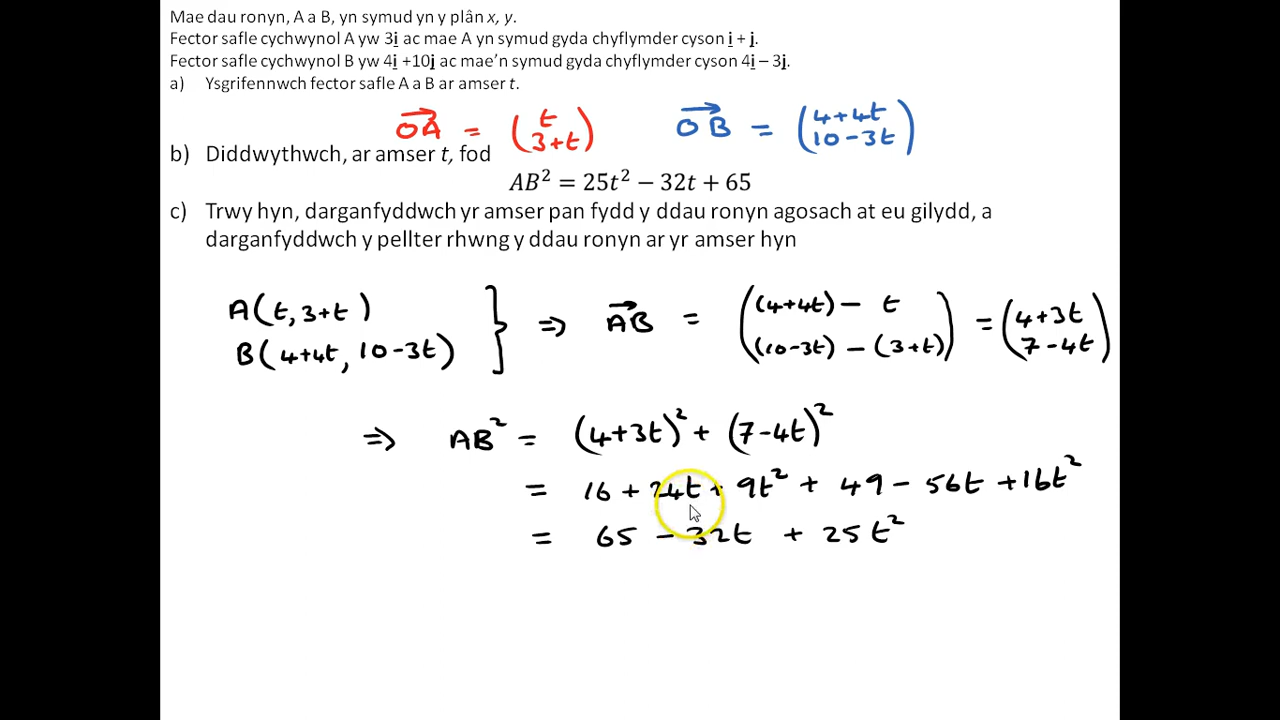 Mae dau ronyn, A a B, yn symud yn y plân x, y.
Fector safle cychwynol A yw 3i ac mae A yn symud gyda chyflymder cyson i + j.
Fector safle cychwynol B yw 4i +10j ac mae'n symud gyda chyflymder cyson 4i – 3j.
a) Ysgrifennwch fector safle A a B ar amser t.
OA = (t 3+t) OB = (4+4t 10-3t)
b) Diddwythwch, ar amser t, fod
AB² = 25t² − 32t + 65
c) Trwy hyn, darganfyddwch yr amser pan fydd y ddau ronyn agosach at eu gilydd, a
darganfyddwch y pellter rhwng y ddau ronyn ar yr amser hyn
A(t, 3+t)
B(4+4t, 10-3t) } ⇒ AB = ((4+4t) - t (10-3t) - (3+t)) = (4+3t 7-4t)
⇒ AB² = (4+3t)² + (7-4t)²
= 16 + 24t + 9t² + 49 - 56t + 16t²
= 65 - 32t + 25t²